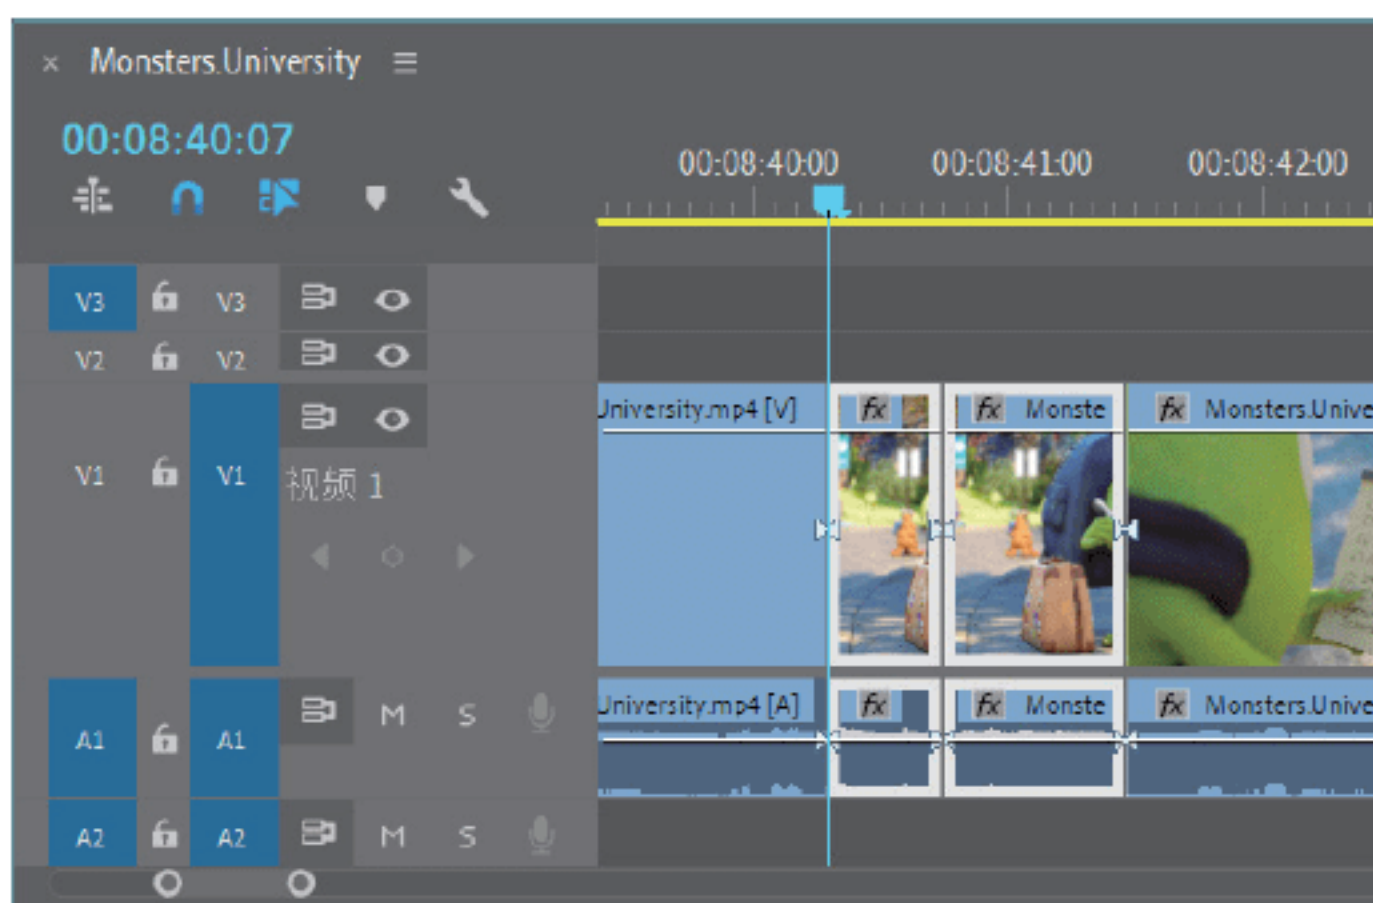 × Monsters.University ≡
00:08:40:07
00:08:40:00 00:08:41:00 00:08:42:00
V3 V3
V2 V2
University.mp4 [V] fx fx Monste fx Monsters.Unive
V1 V1 视频 1
University.mp4 [A] fx fx Monste fx Monsters.Unive
A1 A1 M S
A2 A2 M S